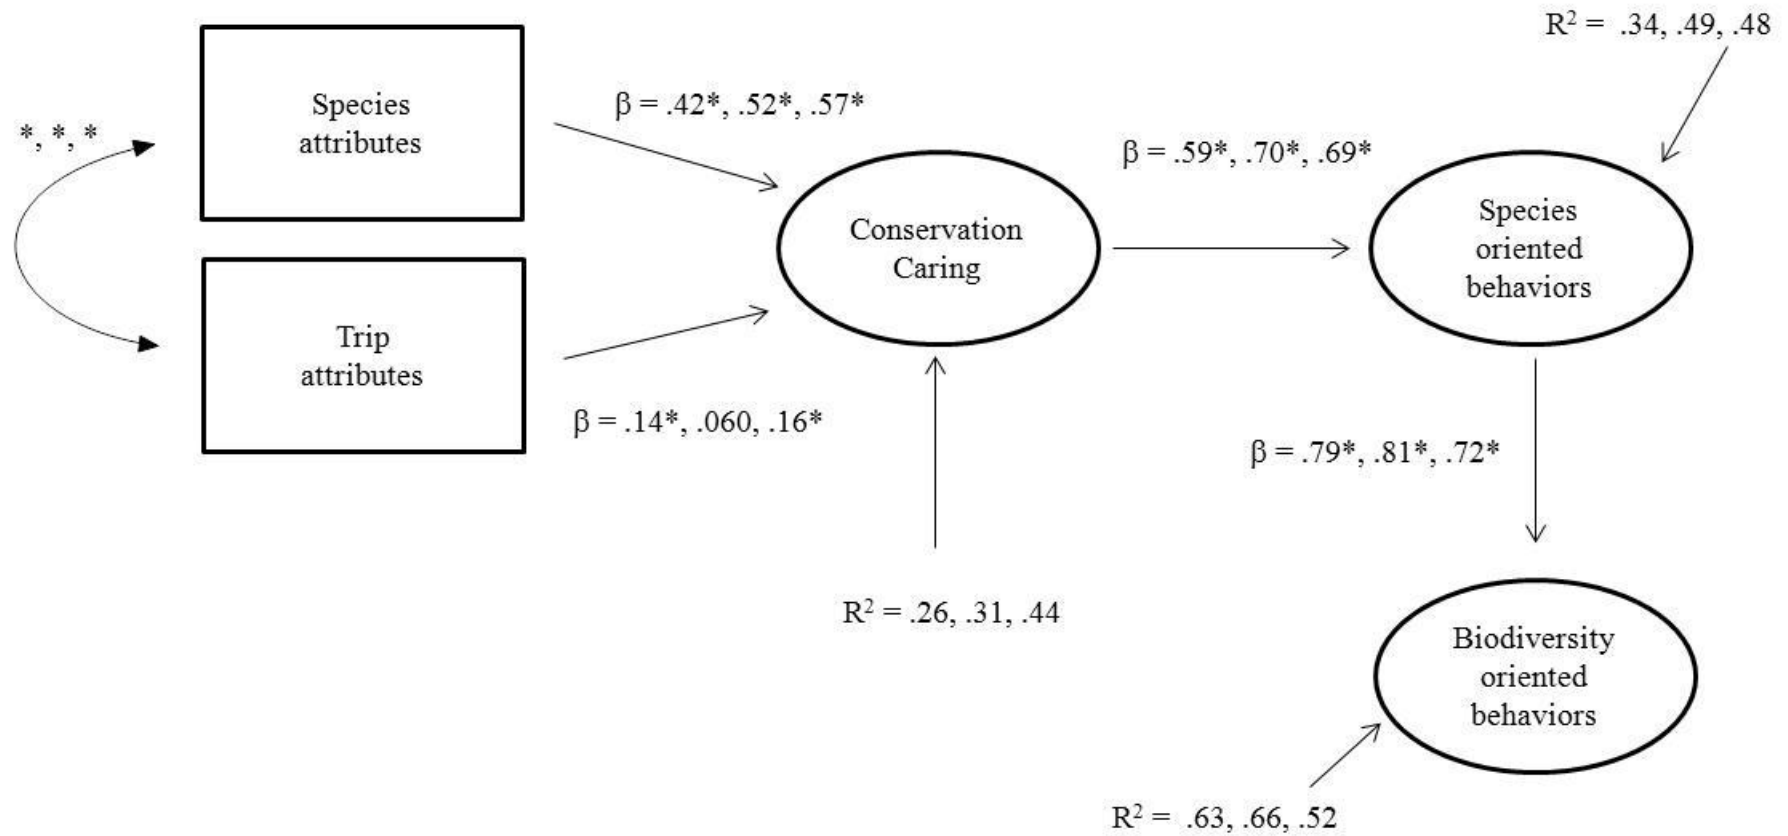 R² = .34, .49, .48
Species
attributes
β = .42*, .52*, .57*
*, *, *
β = .59*, .70*, .69*
Conservation
Caring
Species
oriented
behaviors
Trip
attributes
β = .14*, .060, .16*
β = .79*, .81*, .72*
R² = .26, .31, .44
Biodiversity
oriented
behaviors
R² = .63, .66, .52